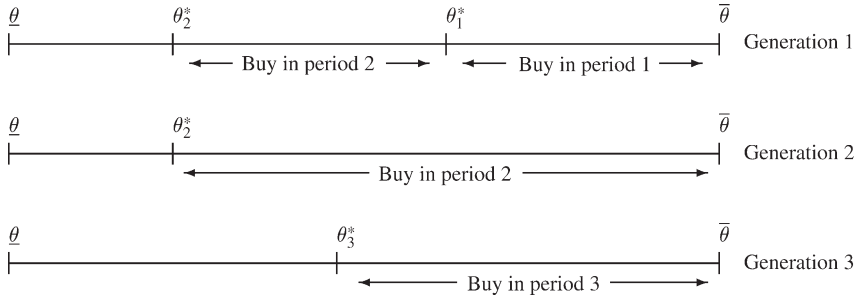 θ̲ θ₂* θ₁* θ̅
Generation 1
Buy in period 2 Buy in period 1
θ̲ θ₂* θ̅
Generation 2
Buy in period 2
θ̲ θ₃* θ̅
Generation 3
Buy in period 3